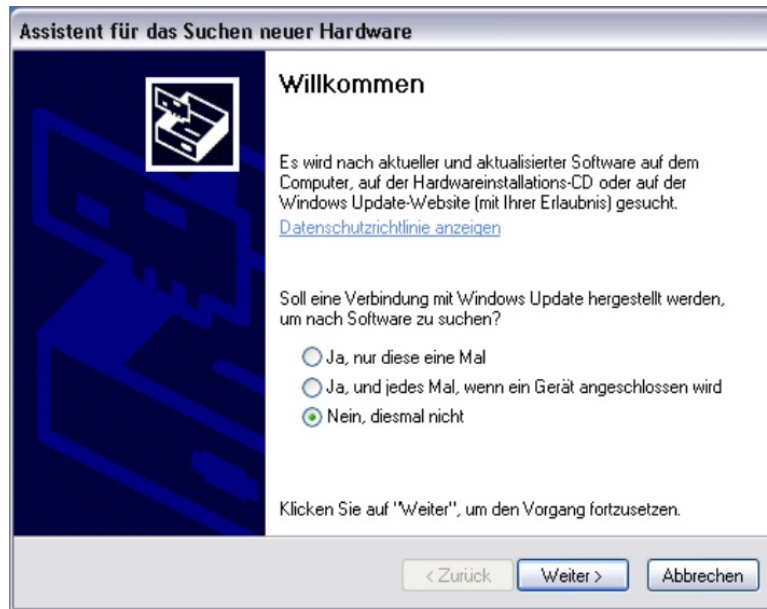 Assistent für das Suchen neuer Hardware
Willkommen
Es wird nach aktueller und aktualisierter Software auf dem
Computer, auf der Hardwareinstallations-CD oder auf der
Windows Update-Website (mit Ihrer Erlaubnis) gesucht.
Datenschutzrichtlinie anzeigen
Soll eine Verbindung mit Windows Update hergestellt werden,
um nach Software zu suchen?
Ja, nur diese eine Mal
Ja, und jedes Mal, wenn ein Gerät angeschlossen wird
Nein, diesmal nicht
Klicken Sie auf "Weiter", um den Vorgang fortzusetzen.
< Zurück Weiter > Abbrechen